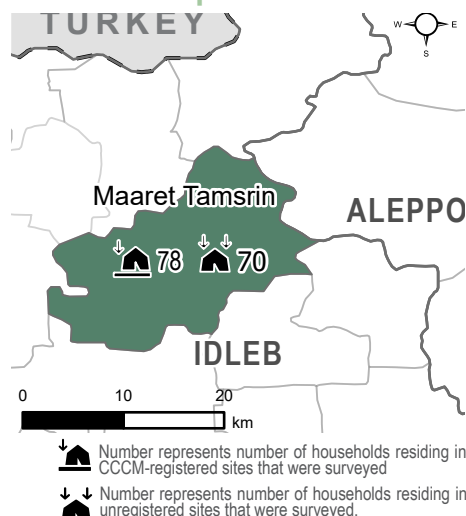 TURKEY
W E
S
Maaret Tamsrin
ALEPPO
78 70
IDLEB
0 10 20
km
Number represents number of households residing in
CCCM-registered sites that were surveyed
Number represents number of households residing in
unregistered sites that were surveyed.